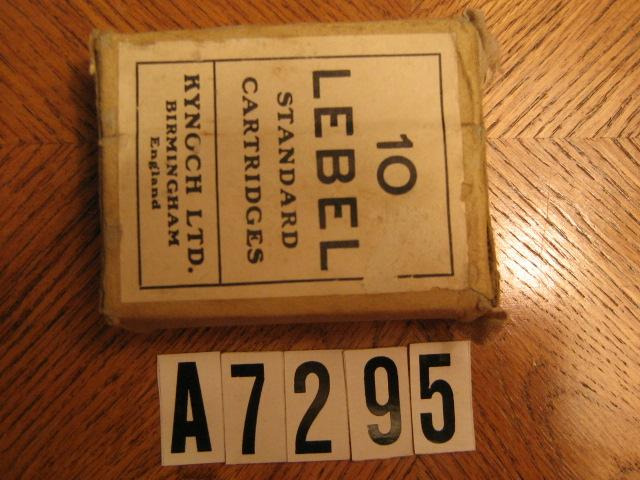 10
LEBEL
STANDARD
CARTRIDGES
KYNOCH LTD.
BIRMINGHAM
England
A7295